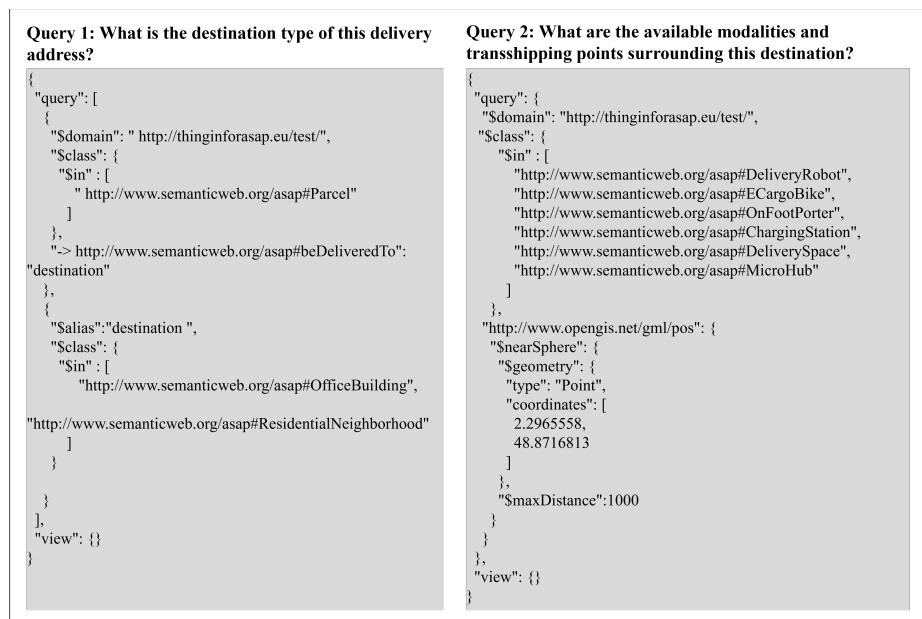 Query 1: What is the destination type of this delivery
address?
{
"query": [
{
"$domain": " http://thinginforasap.eu/test/",
"$class": {
"$in" : [
" http://www.semanticweb.org/asap#Parcel"
]
},
"-> http://www.semanticweb.org/asap#beDeliveredTo":
"destination"
},
{
"$alias":"destination ",
"$class": {
"$in" : [
"http://www.semanticweb.org/asap#OfficeBuilding",
"http://www.semanticweb.org/asap#ResidentialNeighborhood"
]
}
}
],
"view": {}
}
Query 2: What are the available modalities and
transshipping points surrounding this destination?
{
"query": {
"$domain": "http://thinginforasap.eu/test/",
"$class": {
"$in" : [
"http://www.semanticweb.org/asap#DeliveryRobot",
"http://www.semanticweb.org/asap#ECargoBike",
"http://www.semanticweb.org/asap#OnFootPorter",
"http://www.semanticweb.org/asap#ChargingStation",
"http://www.semanticweb.org/asap#DeliverySpace",
"http://www.semanticweb.org/asap#MicroHub"
]
},
"http://www.opengis.net/gml/pos": {
"$nearSphere": {
"$geometry": {
"type": "Point",
"coordinates": [
2.2965558,
48.8716813
]
},
"$maxDistance":1000
}
}
},
"view": {}
}